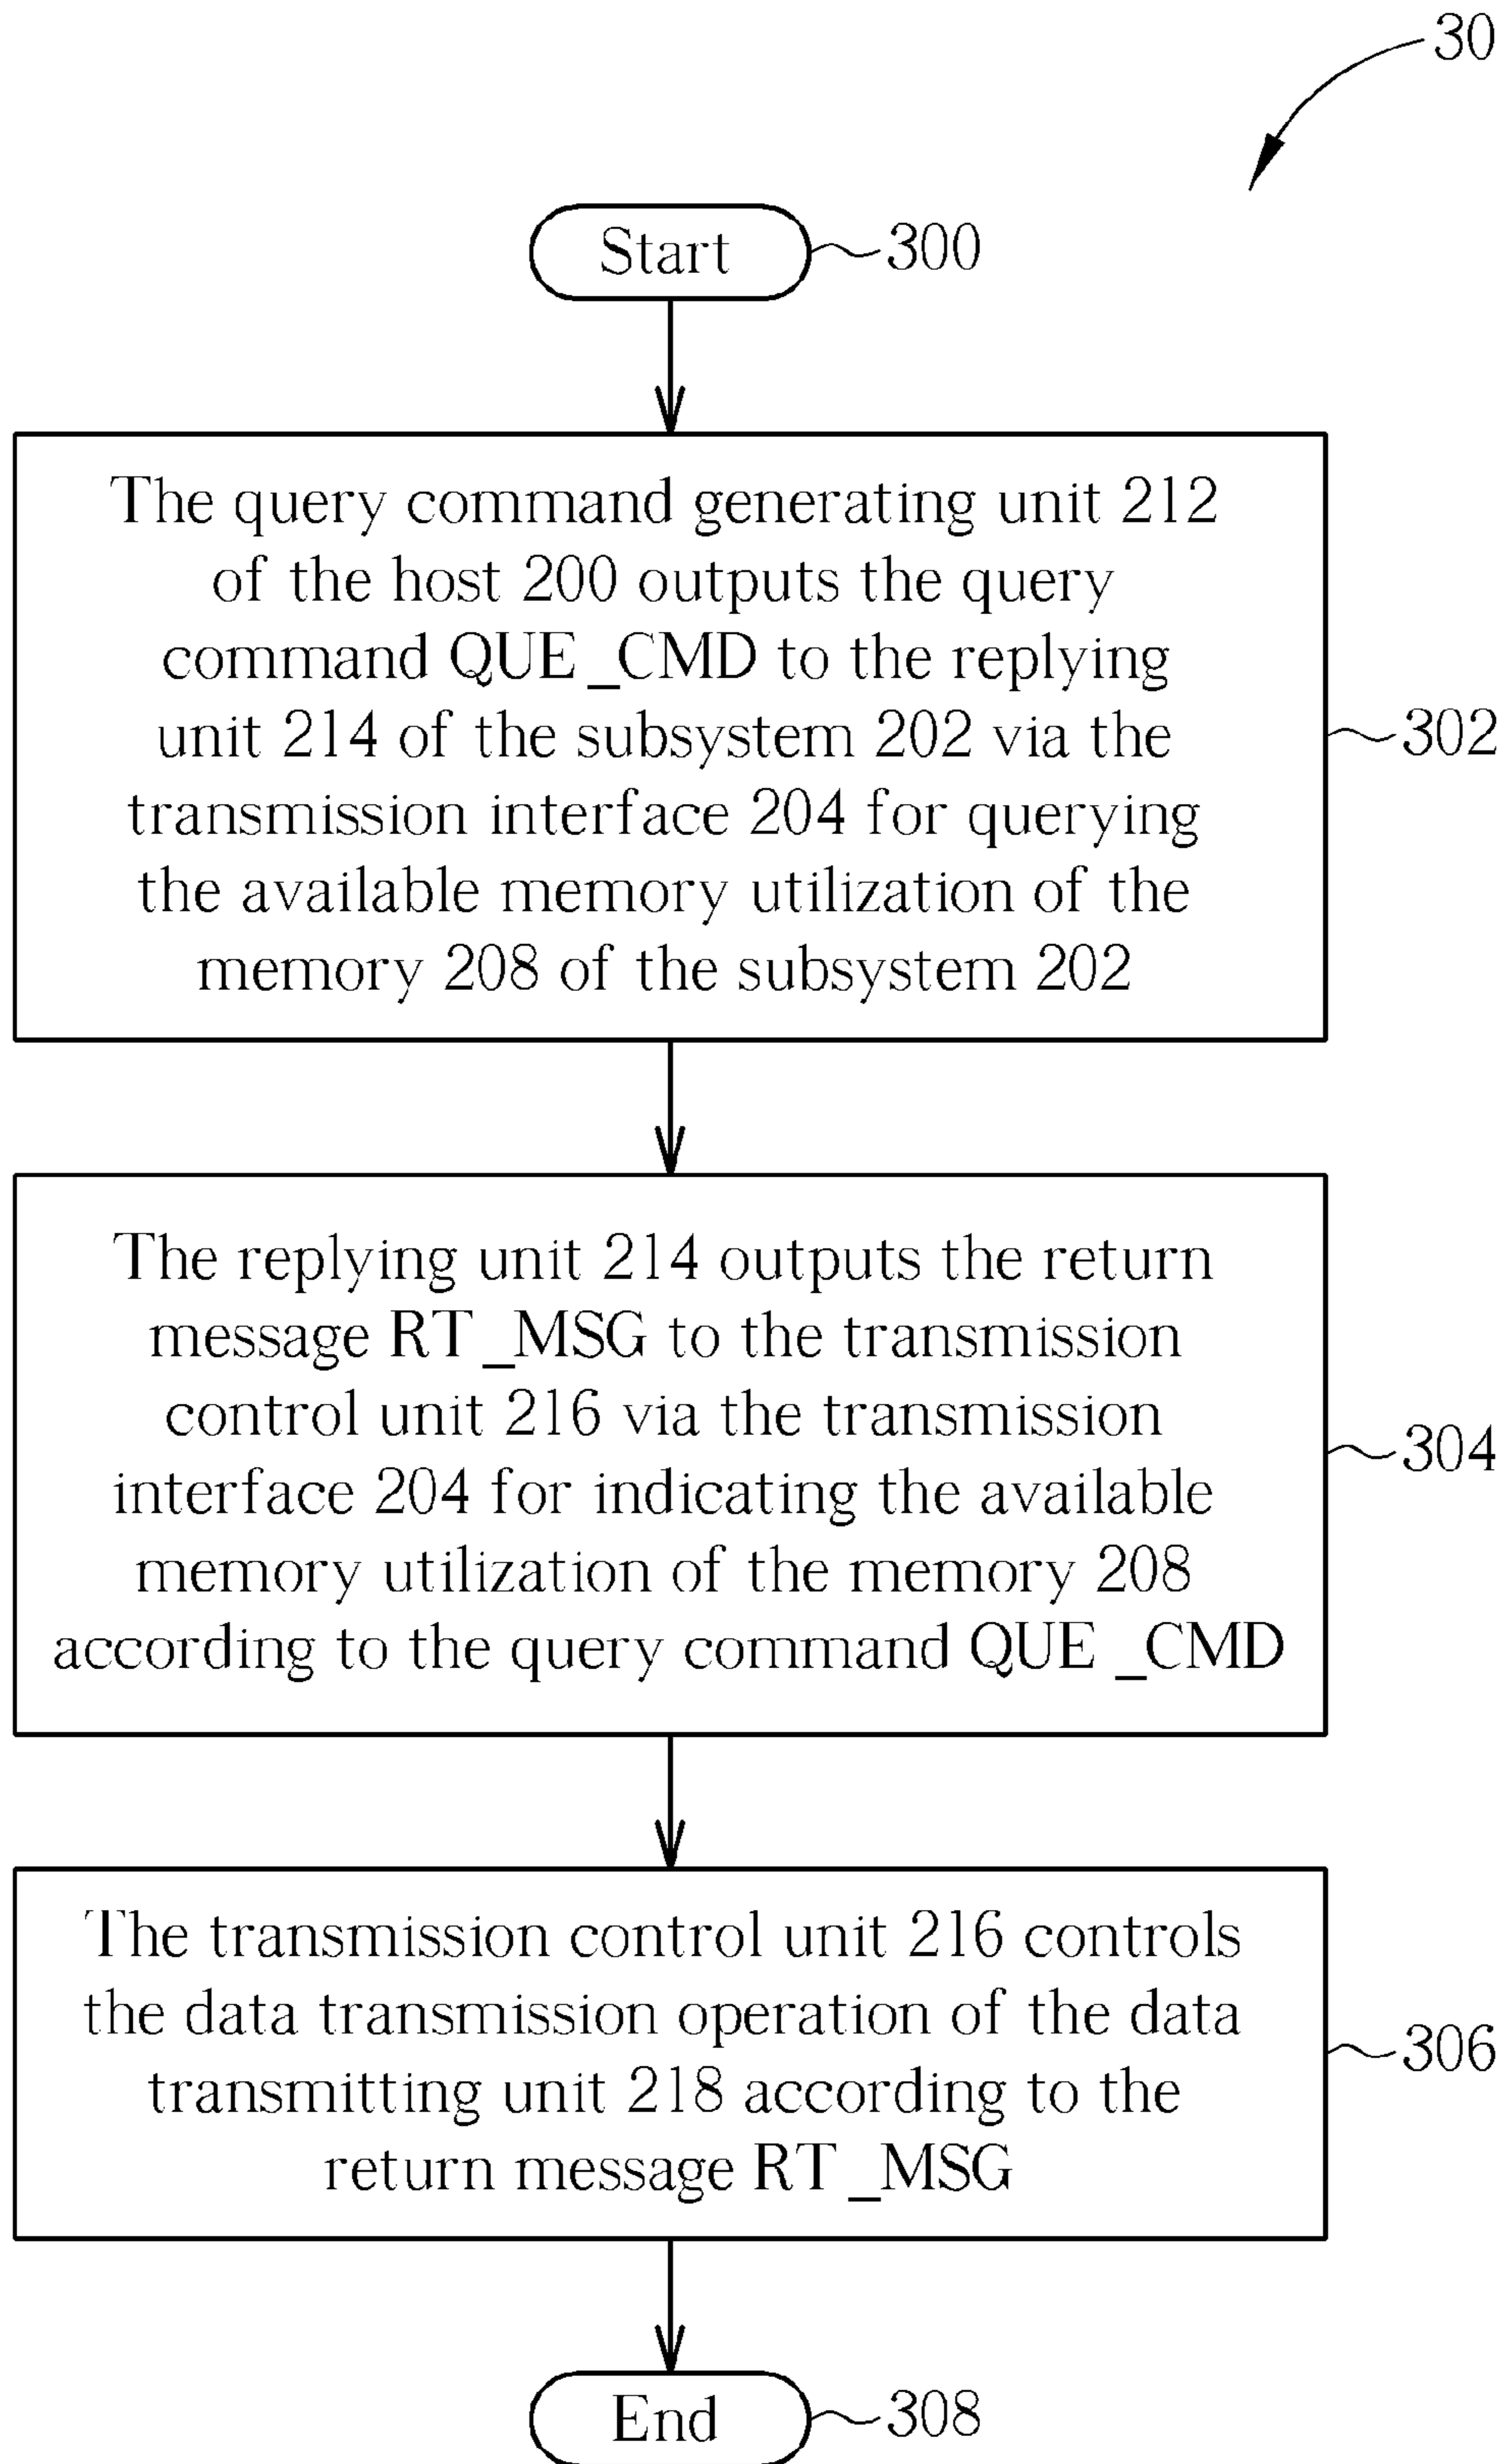 30
Start
300
The query command generating unit 212
of the host 200 outputs the query
command QUE_CMD to the replying
unit 214 of the subsystem 202 via the
transmission interface 204 for querying
the available memory utilization of the
memory 208 of the subsystem 202
302
The replying unit 214 outputs the return
message RT_MSG to the transmission
control unit 216 via the transmission
interface 204 for indicating the available
memory utilization of the memory 208
according to the query command QUE_CMD
304
The transmission control unit 216 controls
the data transmission operation of the data
transmitting unit 218 according to the
return message RT_MSG
306
End
308